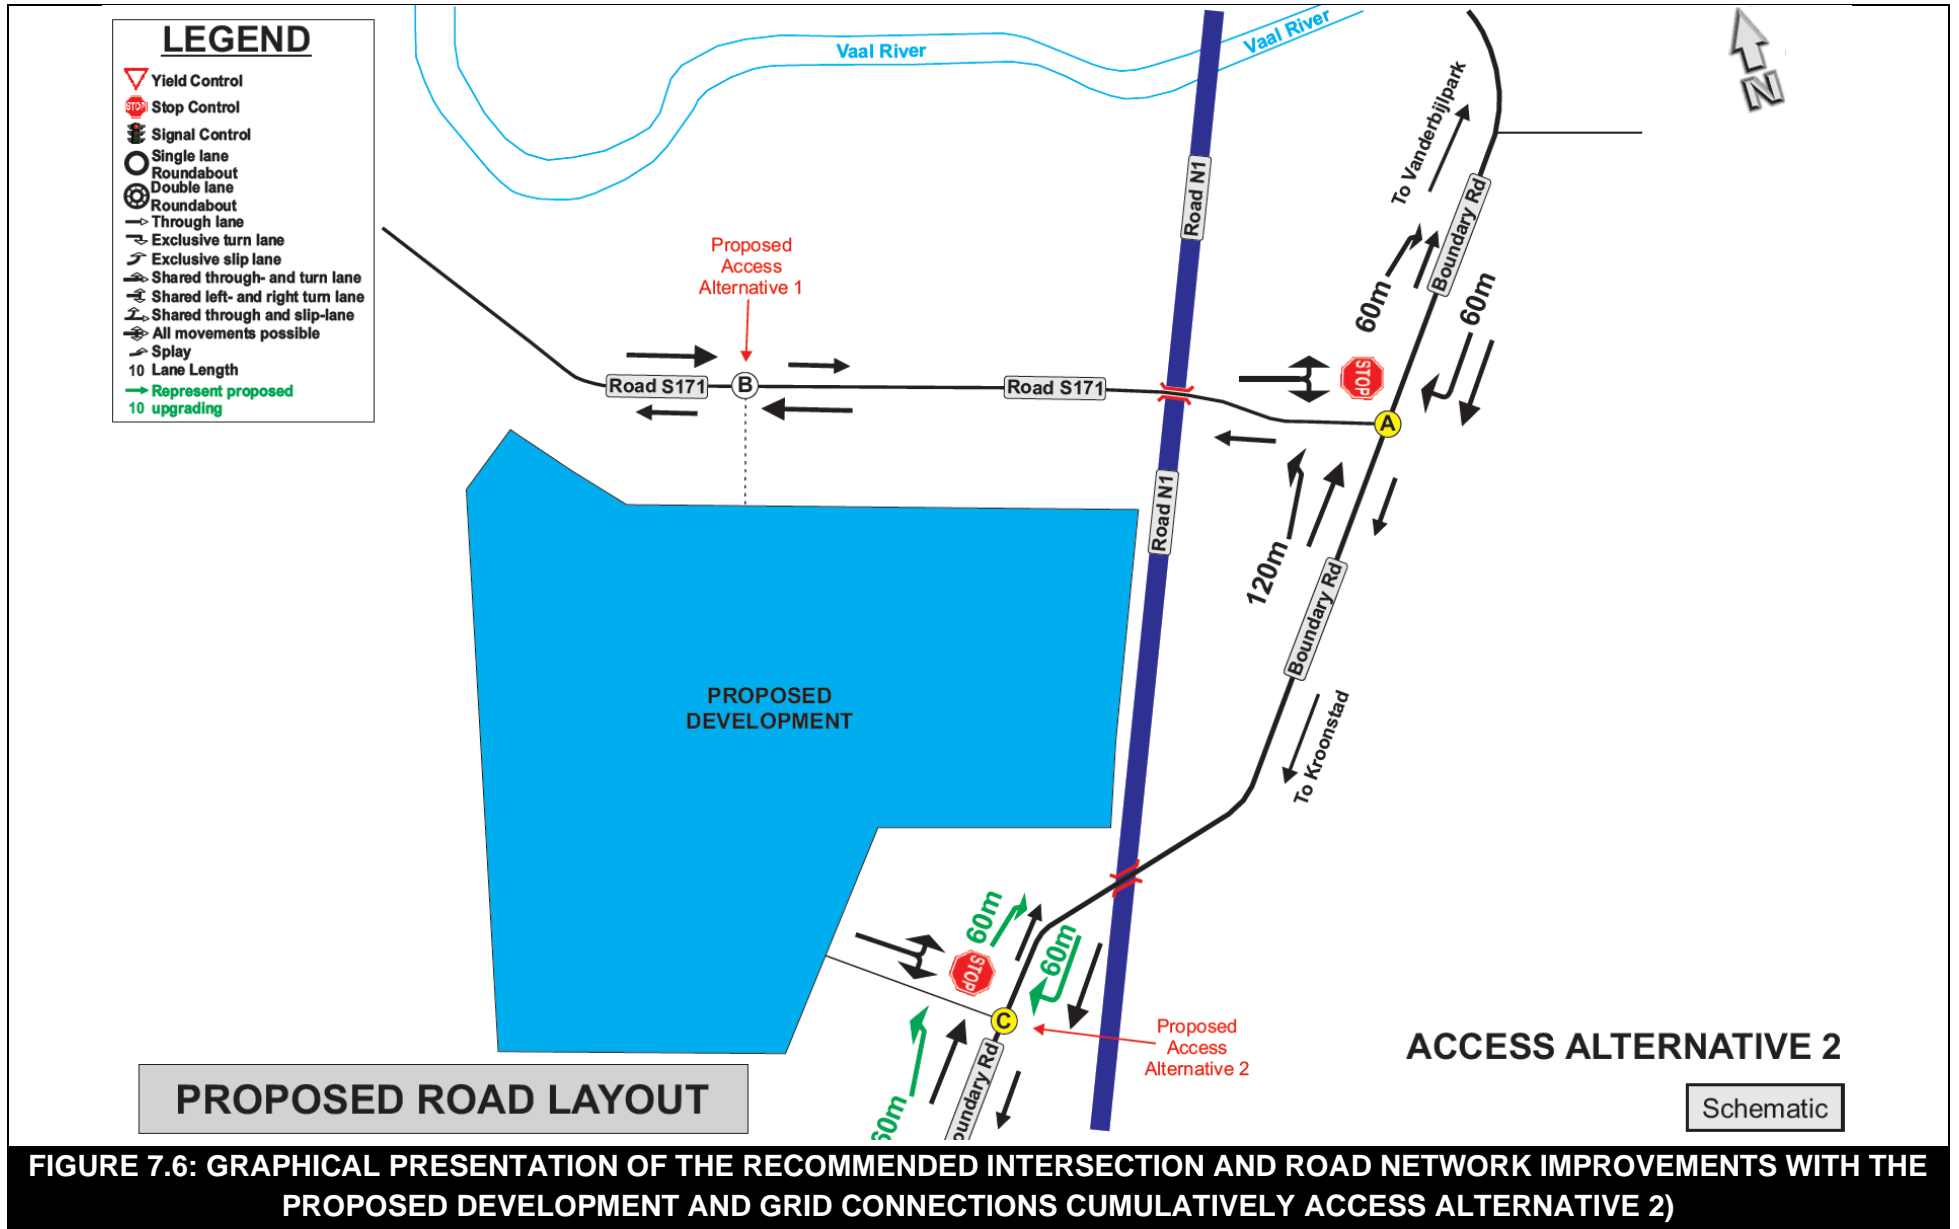 LEGEND
Yield Control
STOP
Stop Control
Signal Control
Single lane
Roundabout
Double lane
Roundabout
Through lane
Exclusive turn lane
Exclusive slip lane
Shared through- and turn lane
Shared left- and right turn lane
Shared through and slip-lane
All movements possible
Splay
10 Lane Length
Represent proposed
10 upgrading
Vaal River
Vaal River
N
To Vanderbijlpark
Road N1
Boundary Rd
Proposed
Access
Alternative 1
60m
60m
Road S171
B
Road S171
STOP
A
Road N1
120m
Boundary Rd
To Kroonstad
PROPOSED
DEVELOPMENT
60m
60m
STOP
C
Proposed
Access
Alternative 2
oundary Rd
60m
ACCESS ALTERNATIVE 2
PROPOSED ROAD LAYOUT
Schematic
FIGURE 7.6: GRAPHICAL PRESENTATION OF THE RECOMMENDED INTERSECTION AND ROAD NETWORK IMPROVEMENTS WITH THE
PROPOSED DEVELOPMENT AND GRID CONNECTIONS CUMULATIVELY ACCESS ALTERNATIVE 2)